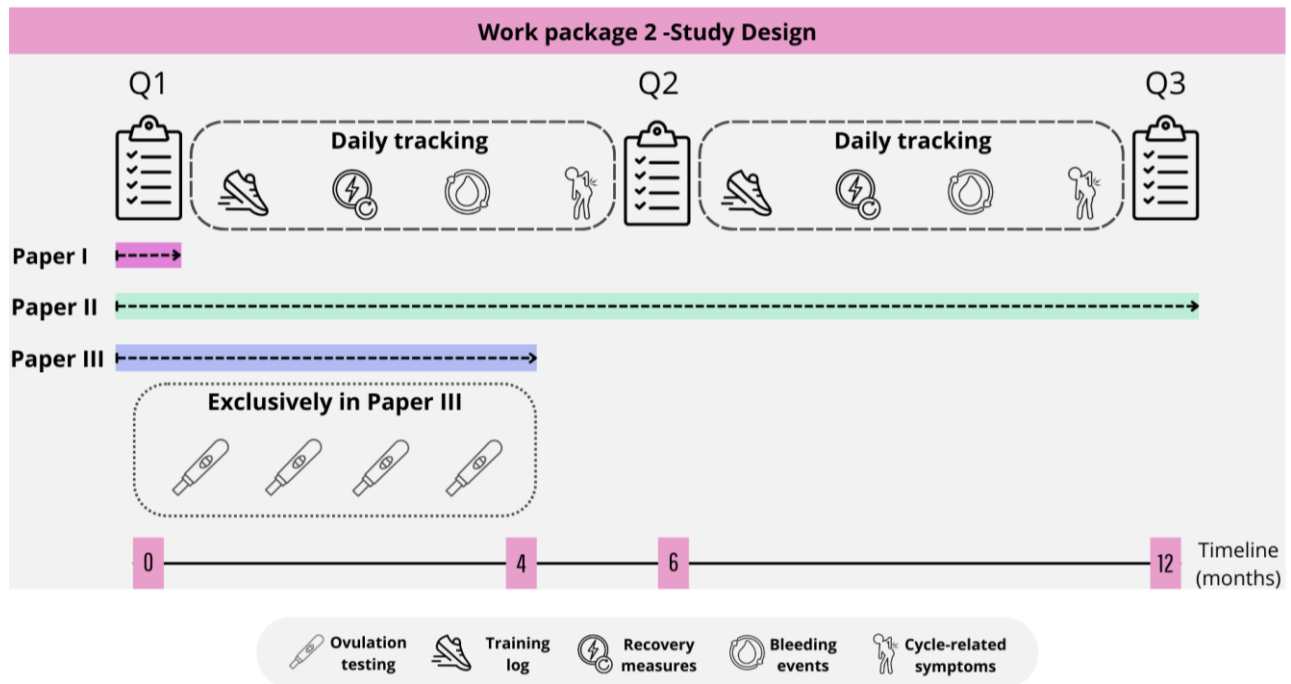 Work package 2 -Study Design
Q1
Q2
Q3
Daily tracking
Daily tracking
Paper I
Paper II
Paper III
Exclusively in Paper III
0
4
6
12
Timeline
(months)
Ovulation
testing
Training
log
Recovery
measures
Bleeding
events
Cycle-related
symptoms